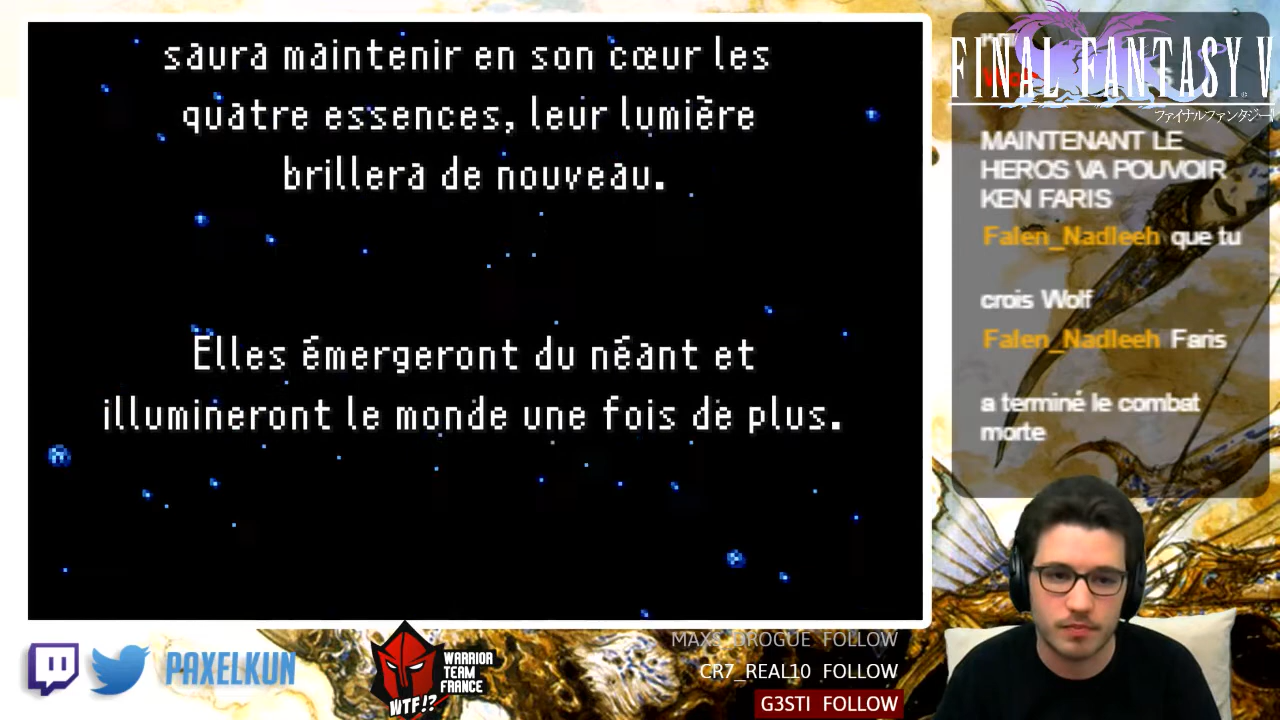 saura maintenir en son cœur les
quatre essences, leur lumière
brillera de nouveau.
Elles émergeront du néant et
illumineront le monde une fois de plus.
FINAL FANTASY V
ファイナルファンタジーV
MAINTENANT LE
HEROS VA POUVOIR
KEN FARIS
Falen_Nadleeh que tu
crois Wolf
Falen_Nadleeh Faris
a terminé le combat
morte
PAXELKUN
WARRIOR
TEAM
FRANCE
WTF!?
FOLLOW
CR7_REAL10 FOLLOW
G3STI FOLLOW